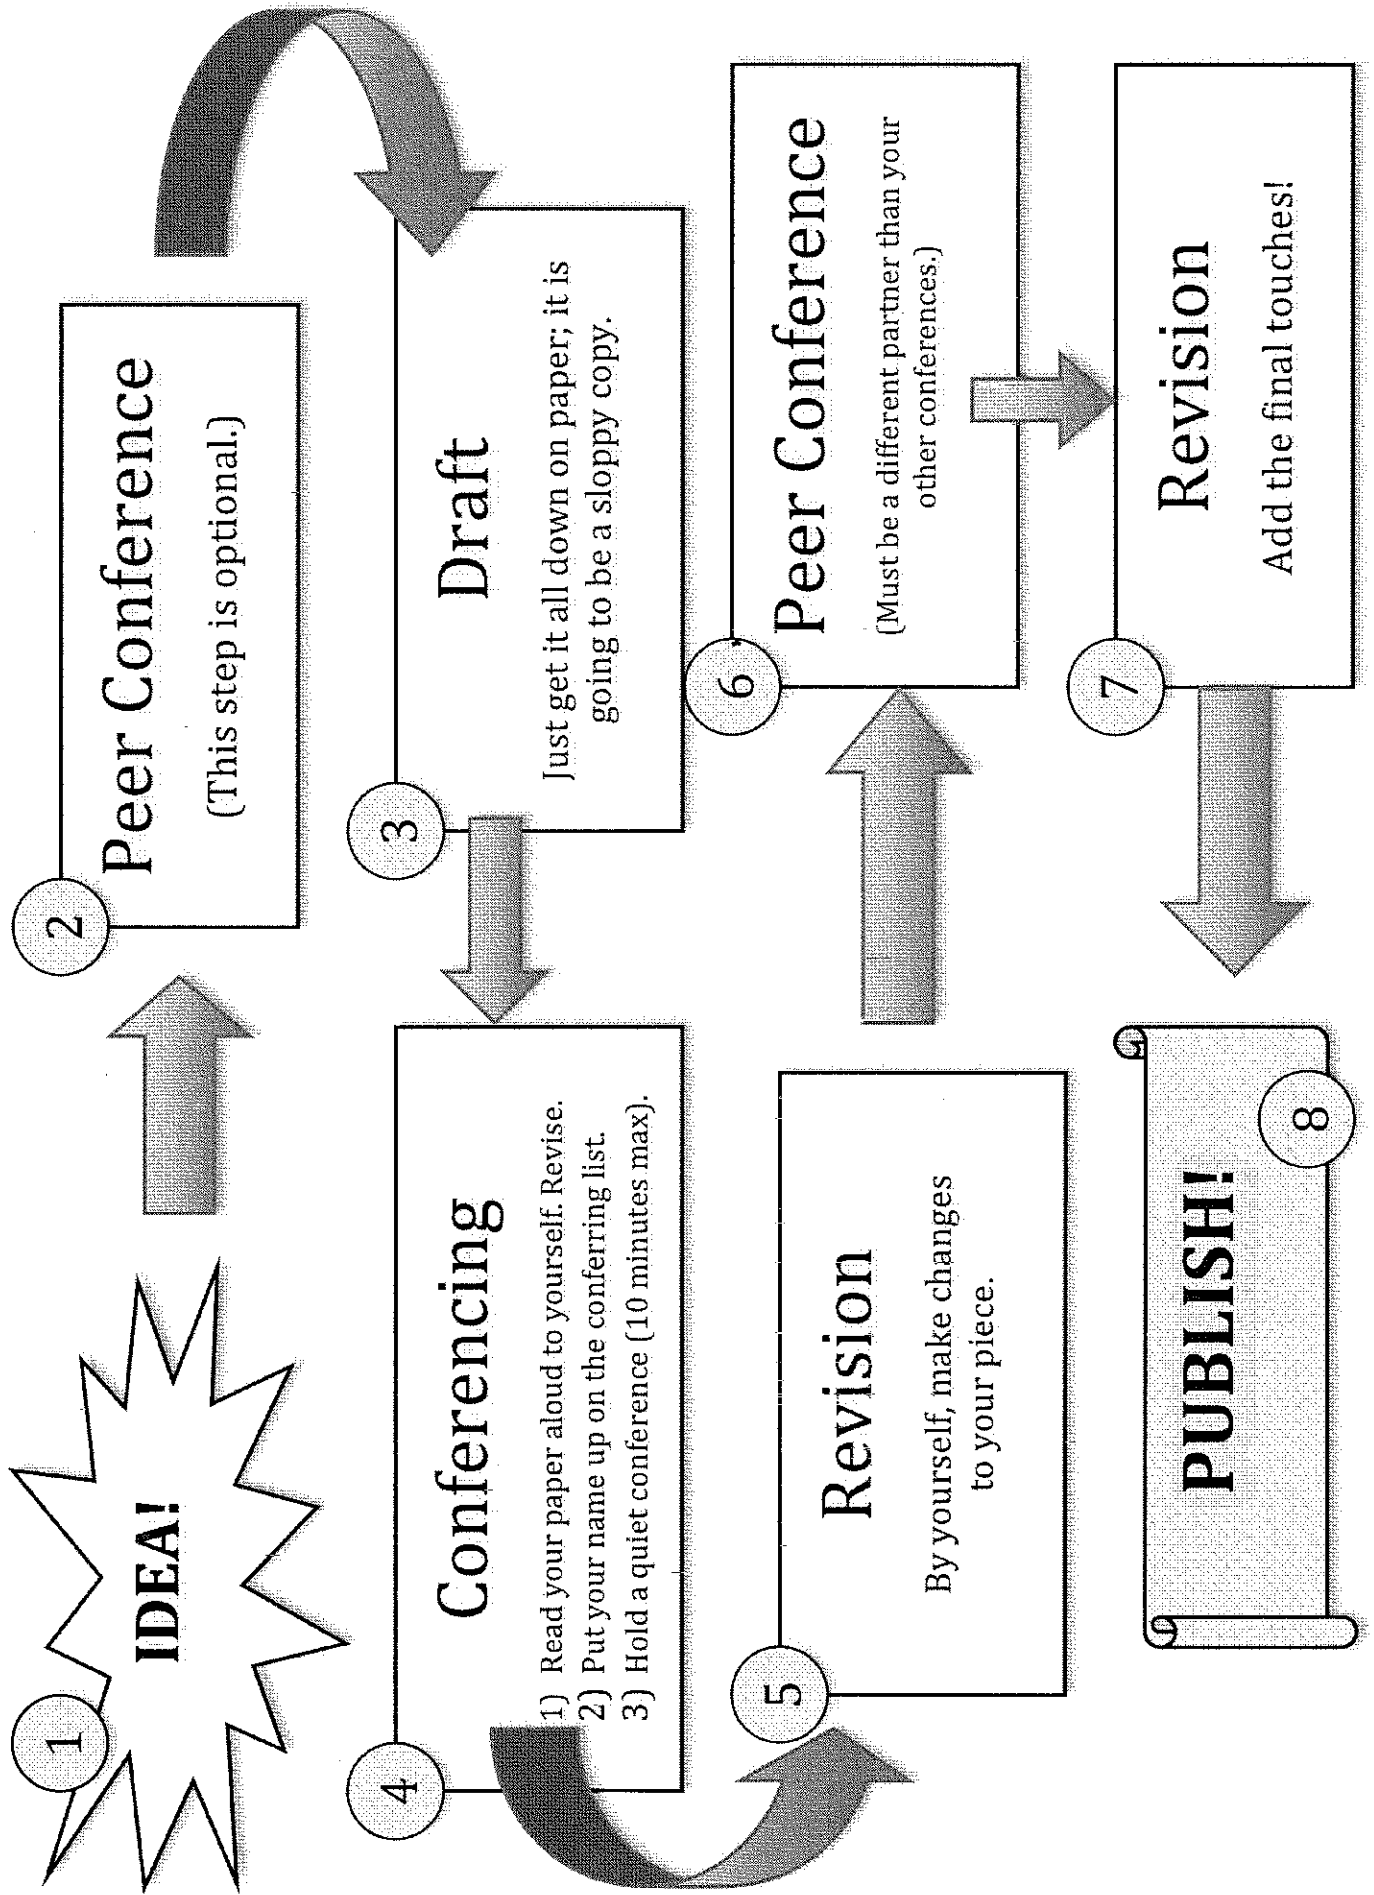 1
IDEA!
2
Peer Conference
(This step is optional.)
3
Draft
Just get it all down on paper; it is
going to be a sloppy copy.
4
Conferencing
1) Read your paper aloud to yourself. Revise.
2) Put your name up on the conferring list.
3) Hold a quiet conference (10 minutes max).
5
Revision
By yourself, make changes
to your piece.
6
Peer Conference
(Must be a different partner than your
other conferences.)
7
Revision
Add the final touches!
8
PUBLISH!